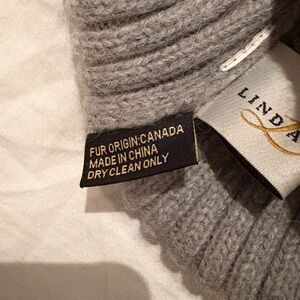 FUR ORIGIN:CANADA
MADE IN CHINA
DRY CLEAN ONLY
LINDA